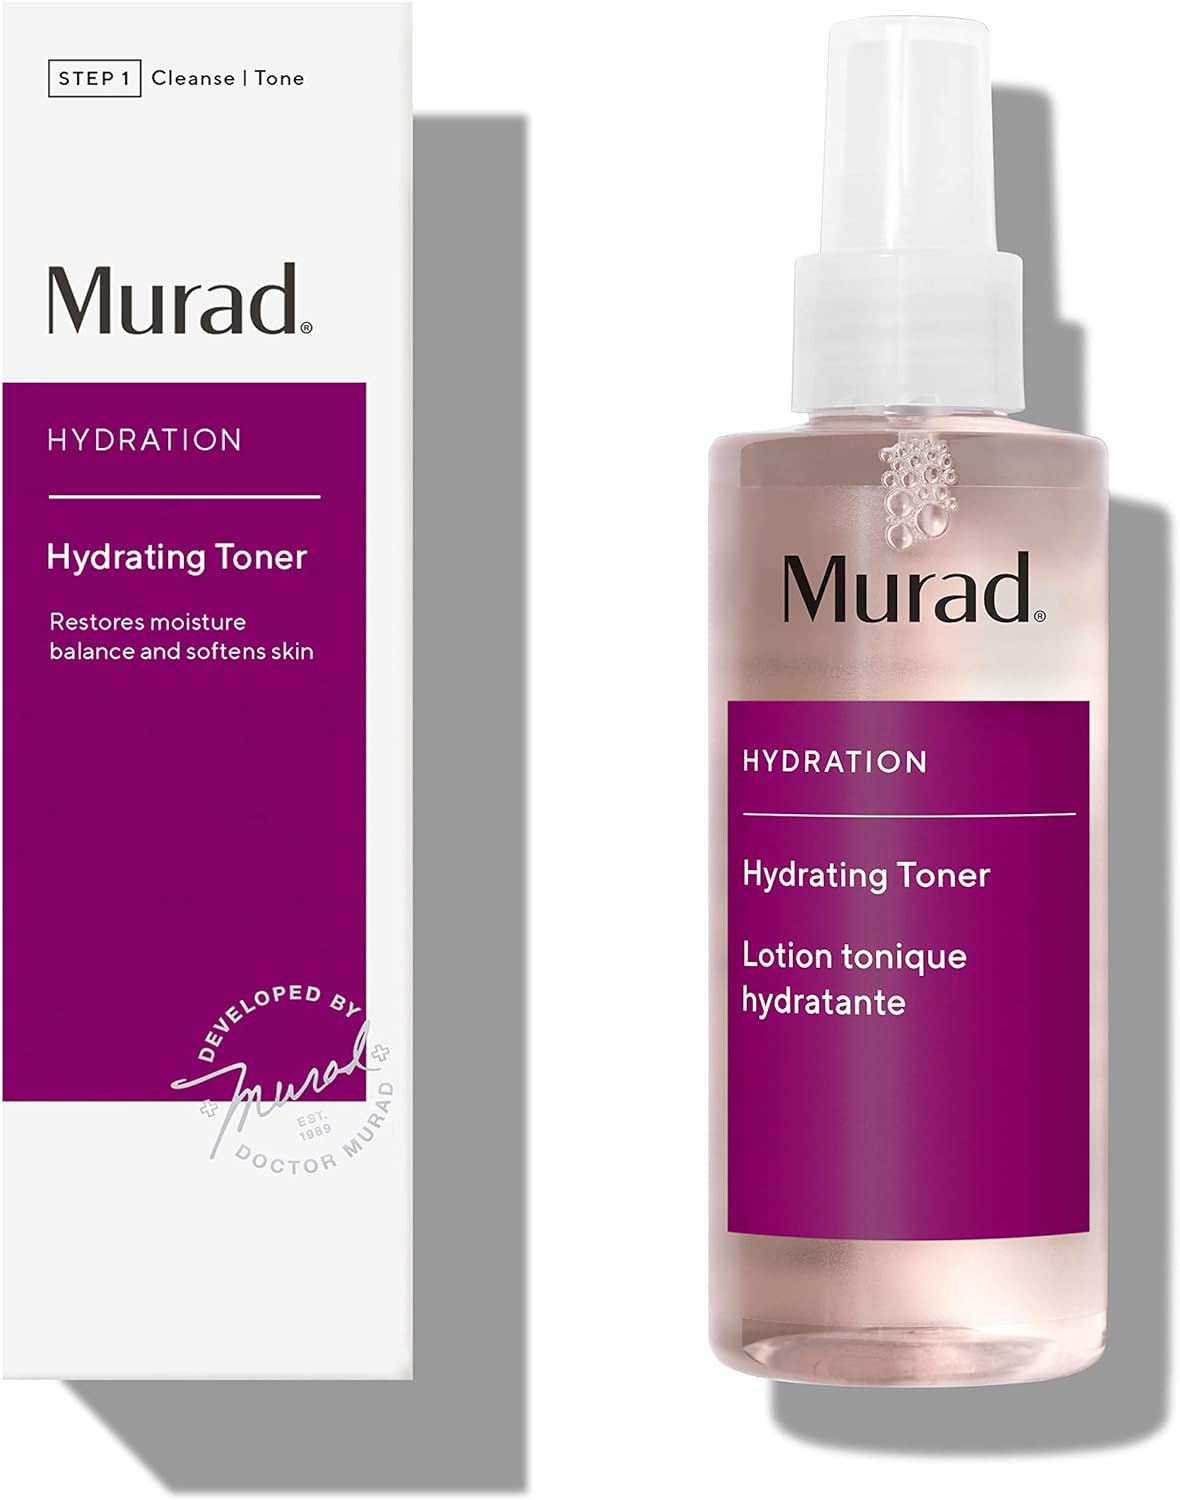 STEP 1 Cleanse | Tone
Murad®
HYDRATION
Hydrating Toner
Restores moisture
balance and softens skin
DEVELOPED BY
Murad
EST.
1989
DOCTOR MURAD
Murad®
HYDRATION
Hydrating Toner
Lotion tonique
hydratante